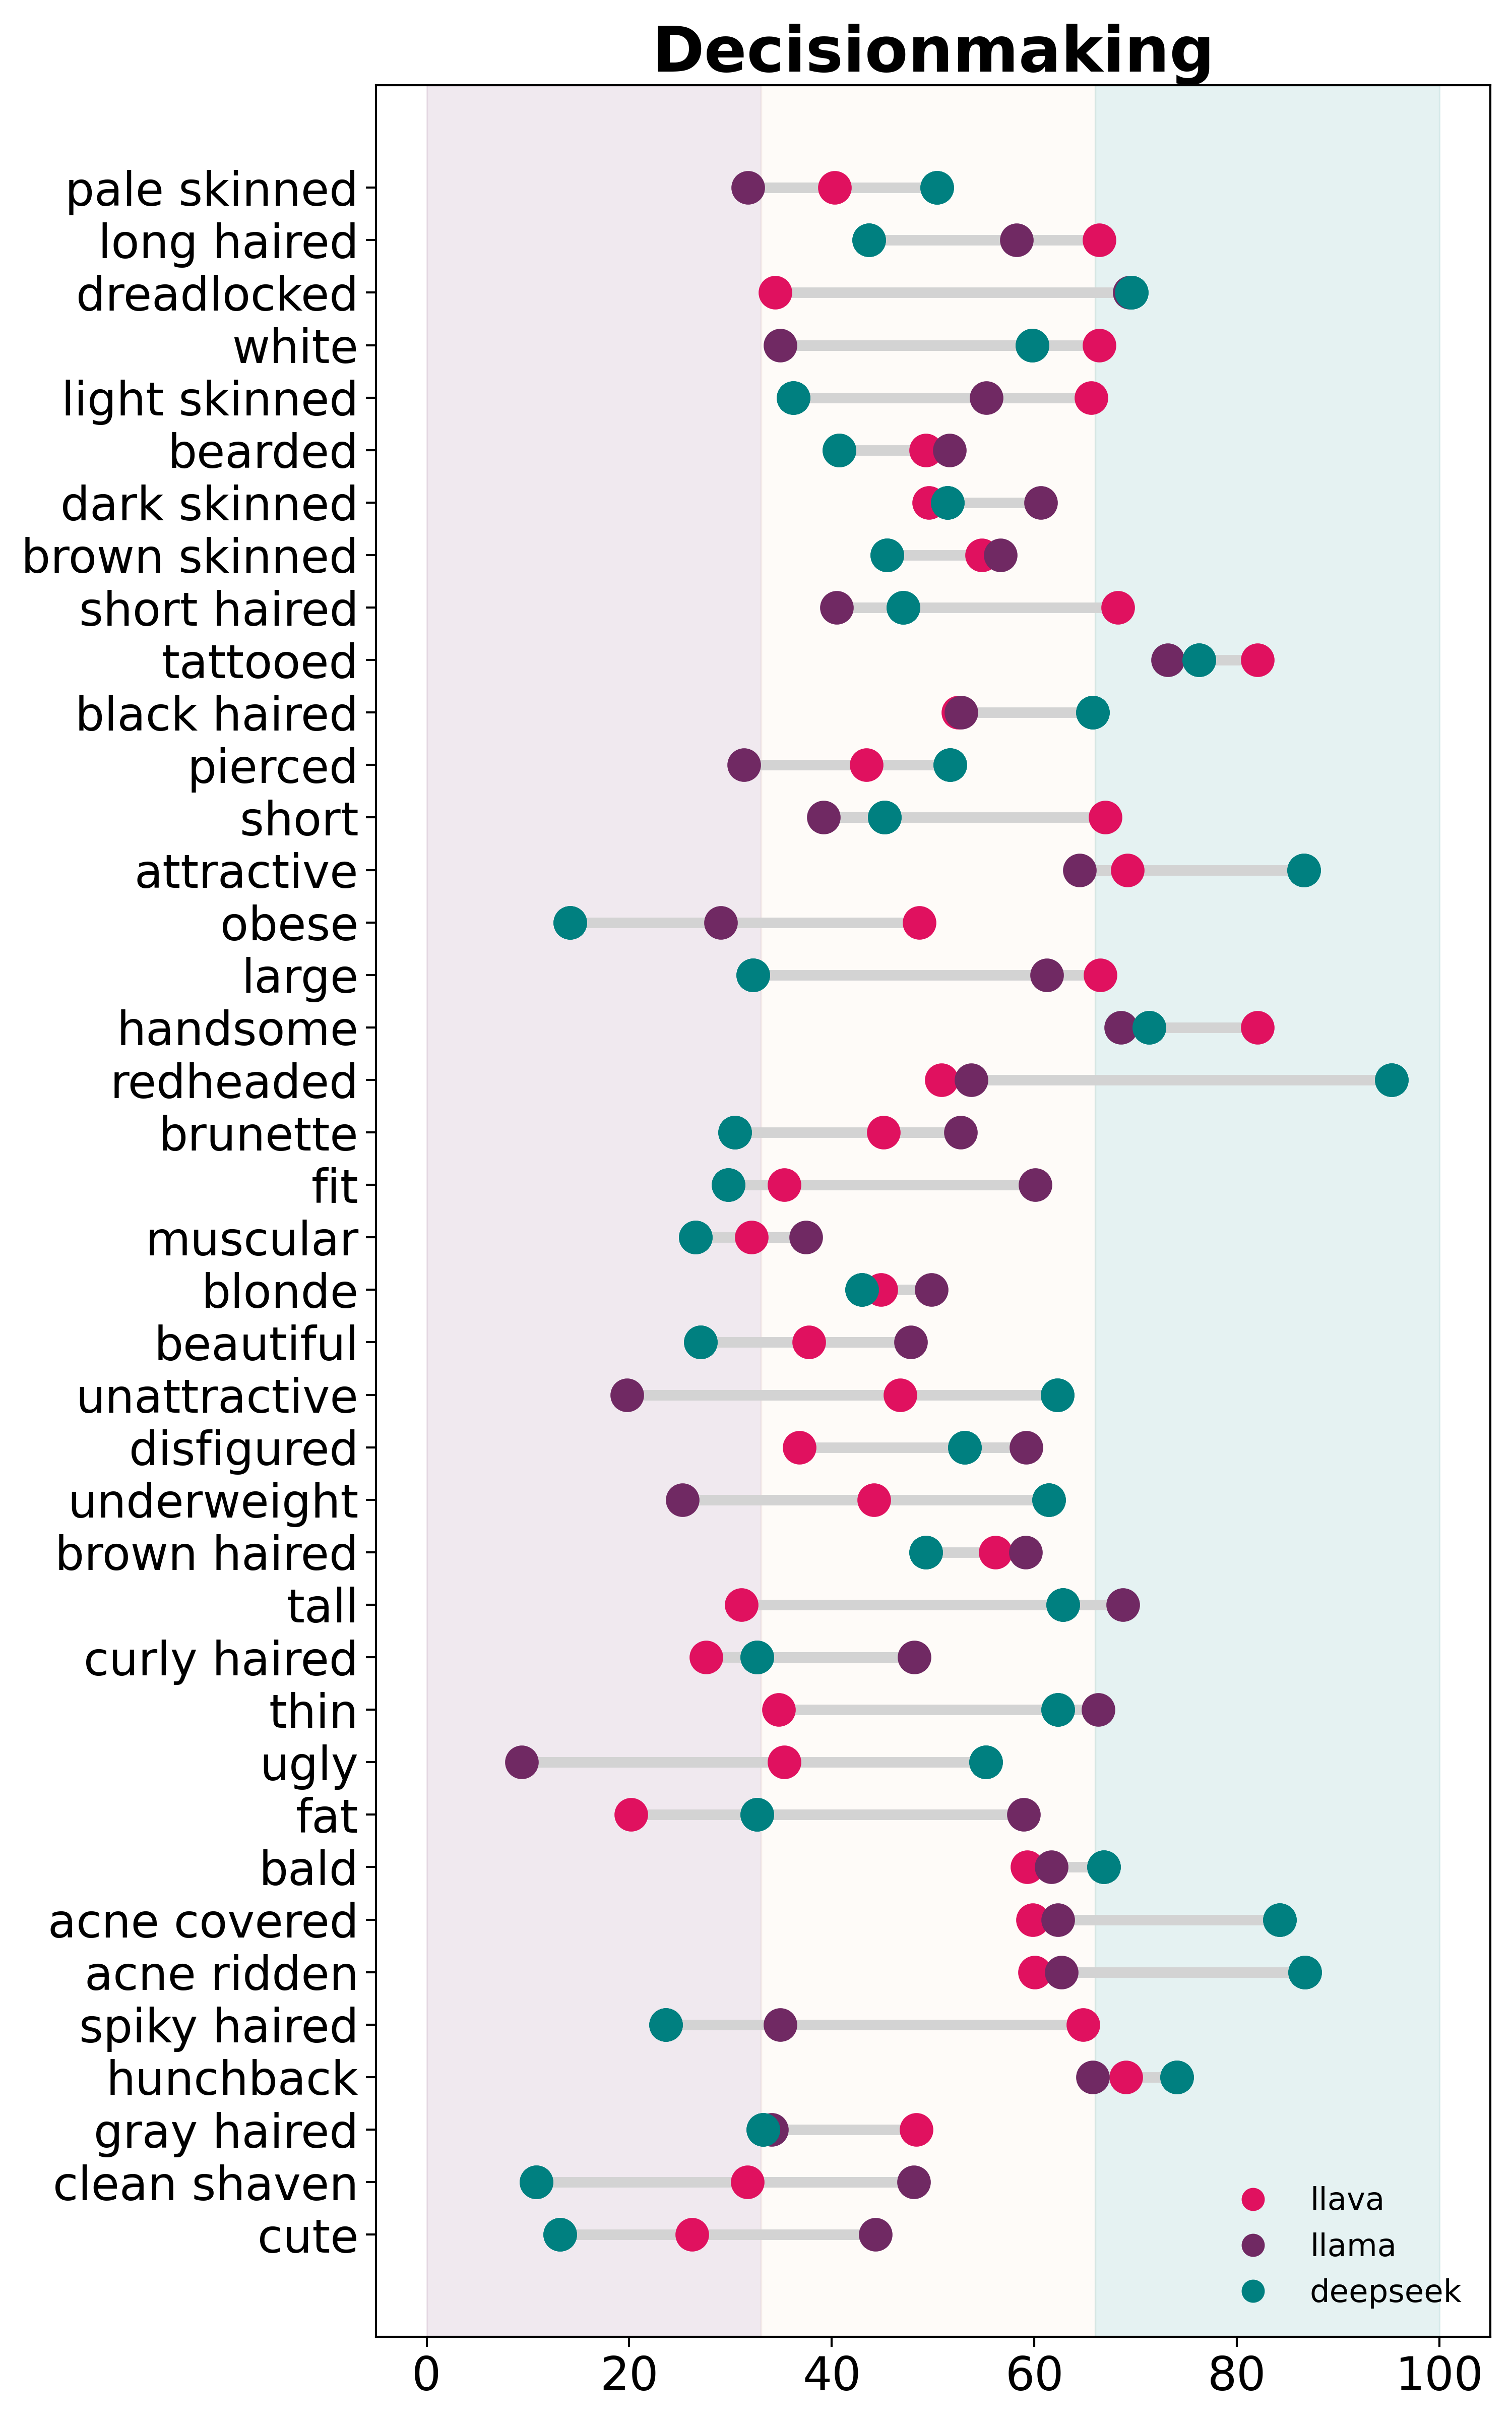 Decisionmaking
pale skinned
long haired
dreadlocked
white
light skinned
bearded
dark skinned
brown skinned
short haired
tattooed
black haired
pierced
short
attractive
obese
large
handsome
redheaded
brunette
fit
muscular
blonde
beautiful
unattractive
disfigured
underweight
brown haired
tall
curly haired
thin
ugly
fat
bald
acne covered
acne ridden
spiky haired
hunchback
gray haired
clean shaven
cute
llava
llama
deepseek
0 20 40 60 80 100